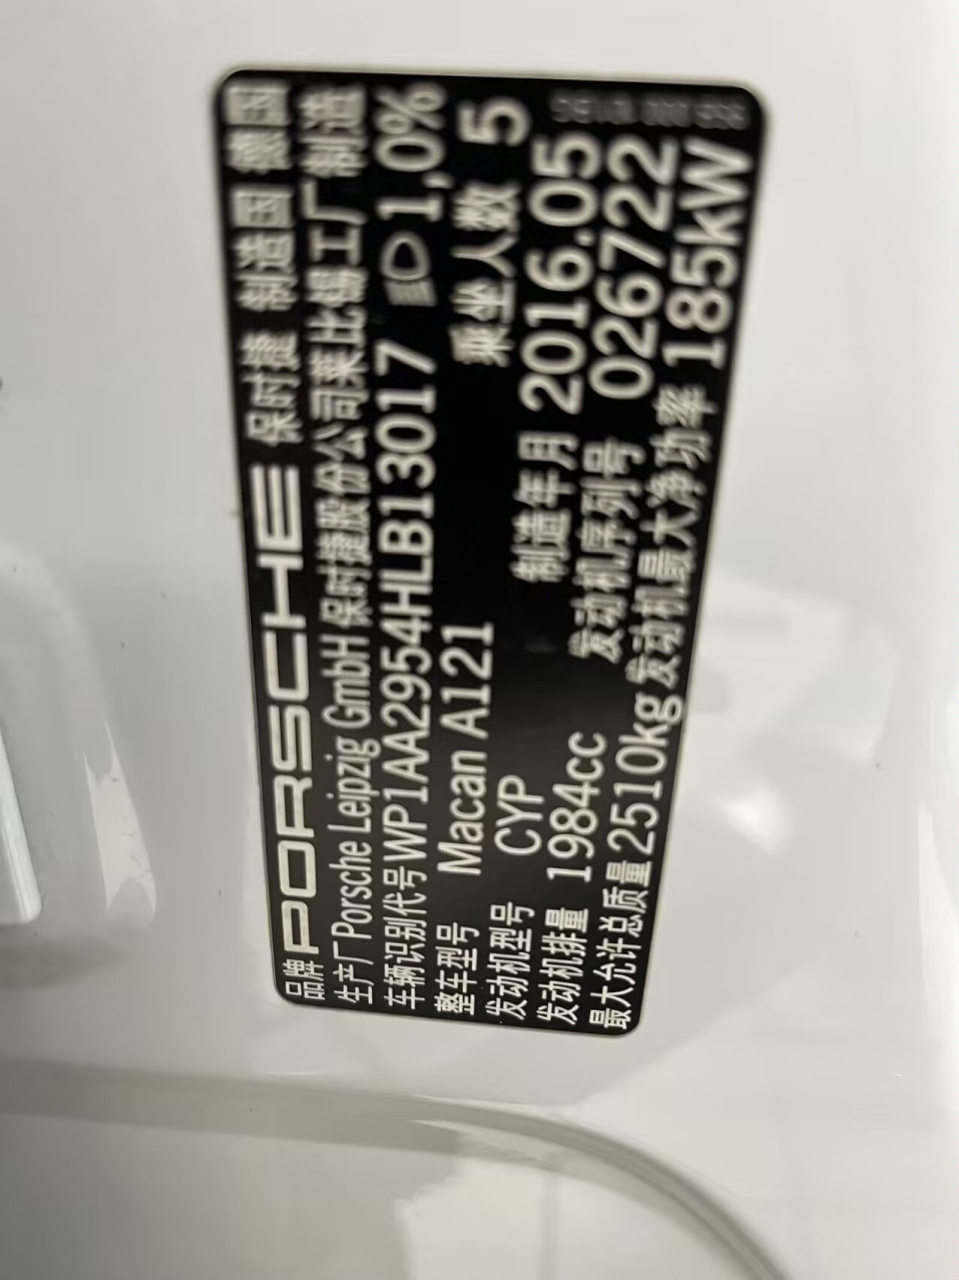 品牌 PORSCHE 保时捷 制造国 德国
生产厂 Porsche Leipzig GmbH 保时捷股份公司莱比锡工厂制造
车辆识别代号 WP1AA2954HLB13017 1,0%
整车型号 Macan A121 乘坐人数 5
发动机型号 CYP 制造年月 2016.05
发动机排量 1984cc 发动机序列号 026722
最大允许总质量 2510kg 发动机最大净功率 185kW